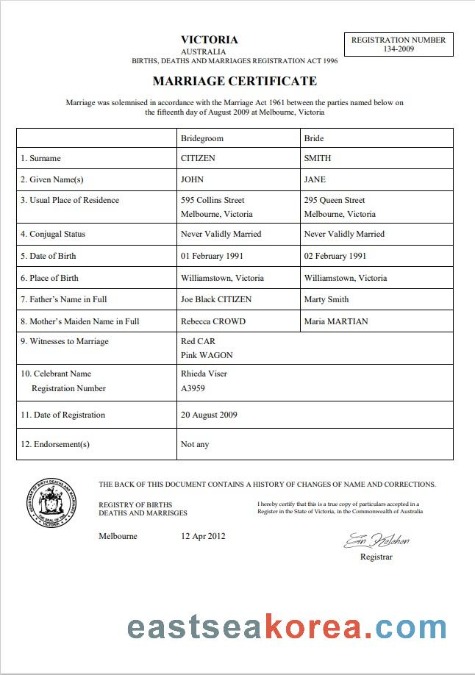 VICTORIA
AUSTRALIA
BIRTHS, DEATHS AND MARRIAGES REGISTRATION ACT 1996
REGISTRATION NUMBER
134-2009
MARRIAGE CERTIFICATE
Marriage was solemnised in accordance with the Marriage Act 1961 between the parties named below on
the fifteenth day of August 2009 at Melbourne, Victoria
Bridegroom Bride
1. Surname CITIZEN SMITH
2. Given Name(s) JOHN JANE
3. Usual Place of Residence 595 Collins Street 295 Queen Street
Melbourne, Victoria Melbourne, Victoria
4. Conjugal Status Never Validly Married Never Validly Married
5. Date of Birth 01 February 1991 02 February 1991
6. Place of Birth Williamstown, Victoria Williamstown, Victoria
7. Father's Name in Full Joe Black CITIZEN Marty Smith
8. Mother's Maiden Name in Full Rebecca CROWD Maria MARTIAN
9. Witnesses to Marriage Red CAR
Pink WAGON
10. Celebrant Name Rhieda Viser
Registration Number A3959
11. Date of Registration 20 August 2009
12. Endorsement(s) Not any
THE BACK OF THIS DOCUMENT CONTAINS A HISTORY OF CHANGES OF NAME AND CORRECTIONS.
REGISTRY OF BIRTHS
DEATHS AND MARRISGES
I hereby certify that this is a true copy of particulars accepted in a
Register in the State of Victoria, in the Commonwealth of Australia
Melbourne 12 Apr 2012
Registrar
eastseakorea.com